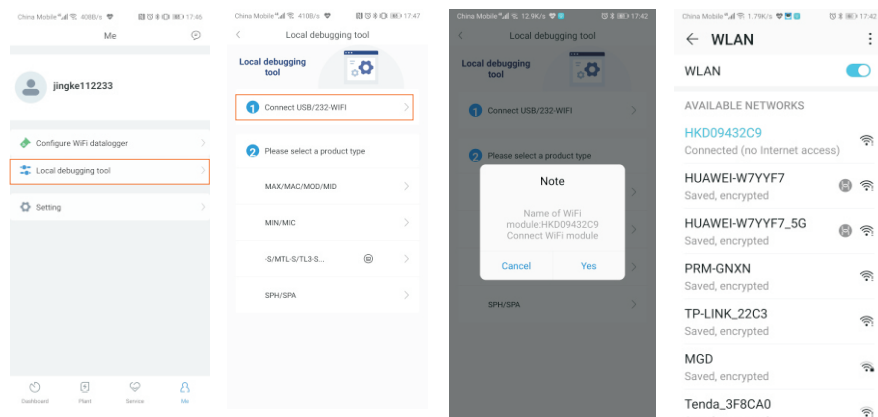 China Mobile 408B/s 17:46
Me
jingke112233
Configure WiFi datalogger
Local debugging tool
Setting
Dashboard Plant Service Me
China Mobile 410B/s 17:47
Local debugging tool
Local debugging
tool
1 Connect USB/232-WIFI
2 Please select a product type
MAX/MAC/MOD/MID
MIN/MIC
-S/MTL-S/TL3-S...
SPH/SPA
China Mobile 12.9K/s 17:42
Local debugging tool
Local debugging
tool
1 Connect USB/232-WIFI
2 Please select a product type
Note
Name of WiFi
module:HKD09432C9
Connect WiFi module
Cancel Yes
SPH/SPA
China Mobile 1.79K/s 17:42
WLAN
WLAN
AVAILABLE NETWORKS
HKD09432C9
Connected (no Internet access)
HUAWEI-W7YYF7
Saved, encrypted
HUAWEI-W7YYF7_5G
Saved, encrypted
PRM-GNXN
Saved, encrypted
TP-LINK_22C3
Saved, encrypted
MGD
Saved, encrypted
Tenda_3F8CA0